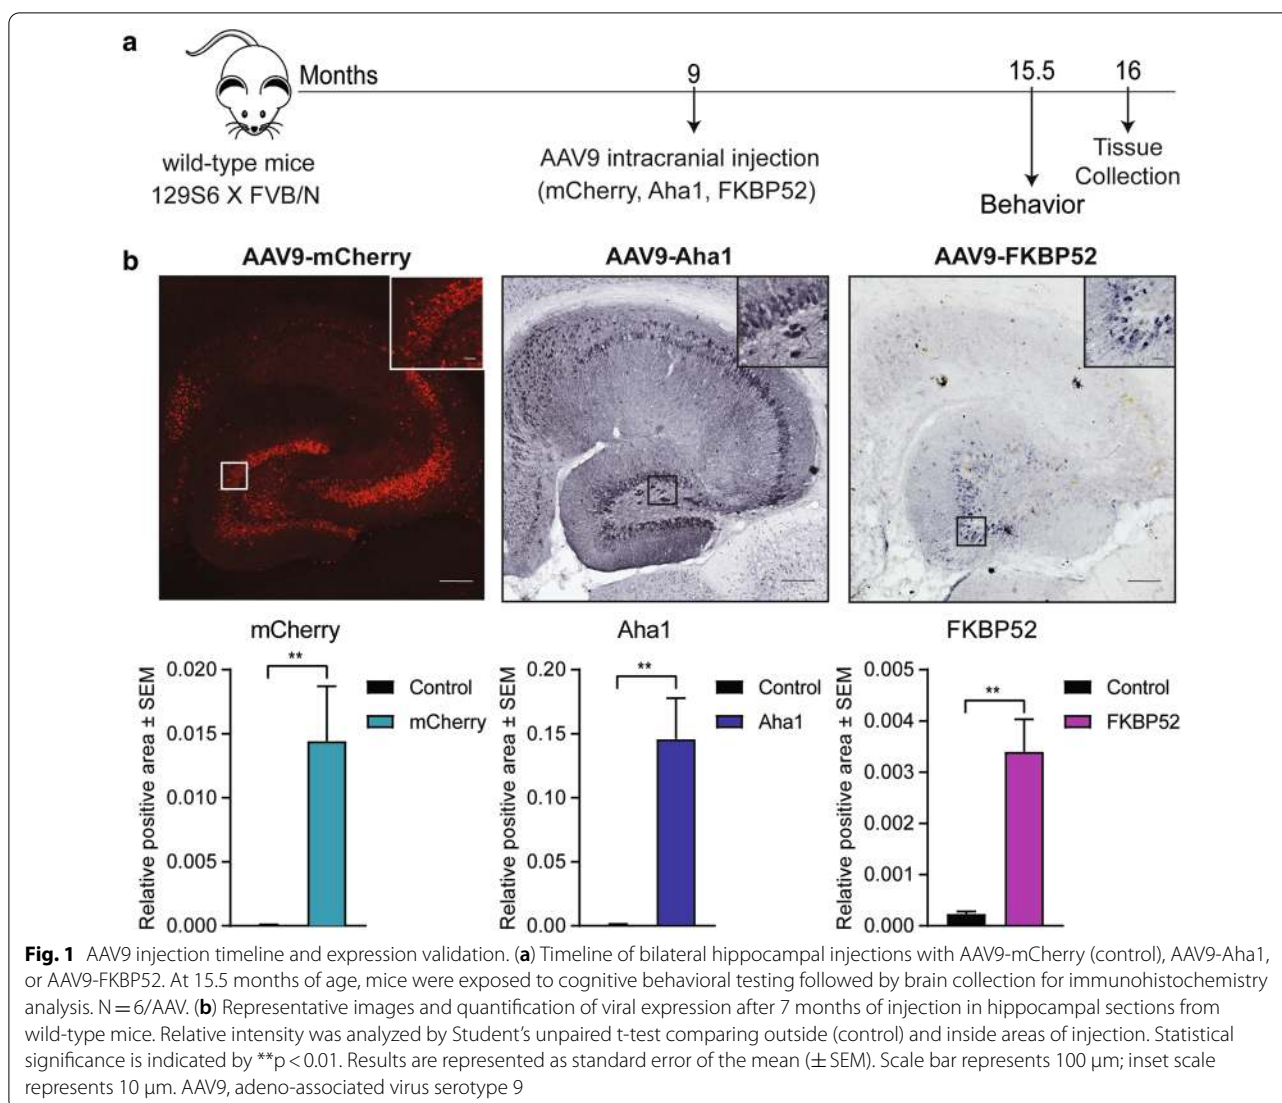 a
Months
9
15.5
16
wild-type mice
129S6 X FVB/N
AAV9 intracranial injection
(mCherry, Aha1, FKBP52)
Behavior
Tissue
Collection
b
AAV9-mCherry
AAV9-Aha1
AAV9-FKBP52
mCherry
Relative positive area ± SEM
0.020
0.015
0.010
0.005
0.000
**
Control
mCherry
Aha1
Relative positive area ± SEM
0.20
0.15
0.10
0.05
0.00
**
Control
Aha1
FKBP52
Relative positive area ± SEM
0.005
0.004
0.003
0.002
0.001
0.000
**
Control
FKBP52
Fig. 1 AAV9 injection timeline and expression validation. (a) Timeline of bilateral hippocampal injections with AAV9-mCherry (control), AAV9-Aha1,
or AAV9-FKBP52. At 15.5 months of age, mice were exposed to cognitive behavioral testing followed by brain collection for immunohistochemistry
analysis. N = 6/AAV. (b) Representative images and quantification of viral expression after 7 months of injection in hippocampal sections from
wild-type mice. Relative intensity was analyzed by Student's unpaired t-test comparing outside (control) and inside areas of injection. Statistical
significance is indicated by **p < 0.01. Results are represented as standard error of the mean (± SEM). Scale bar represents 100 μm; inset scale
represents 10 μm. AAV9, adeno-associated virus serotype 9